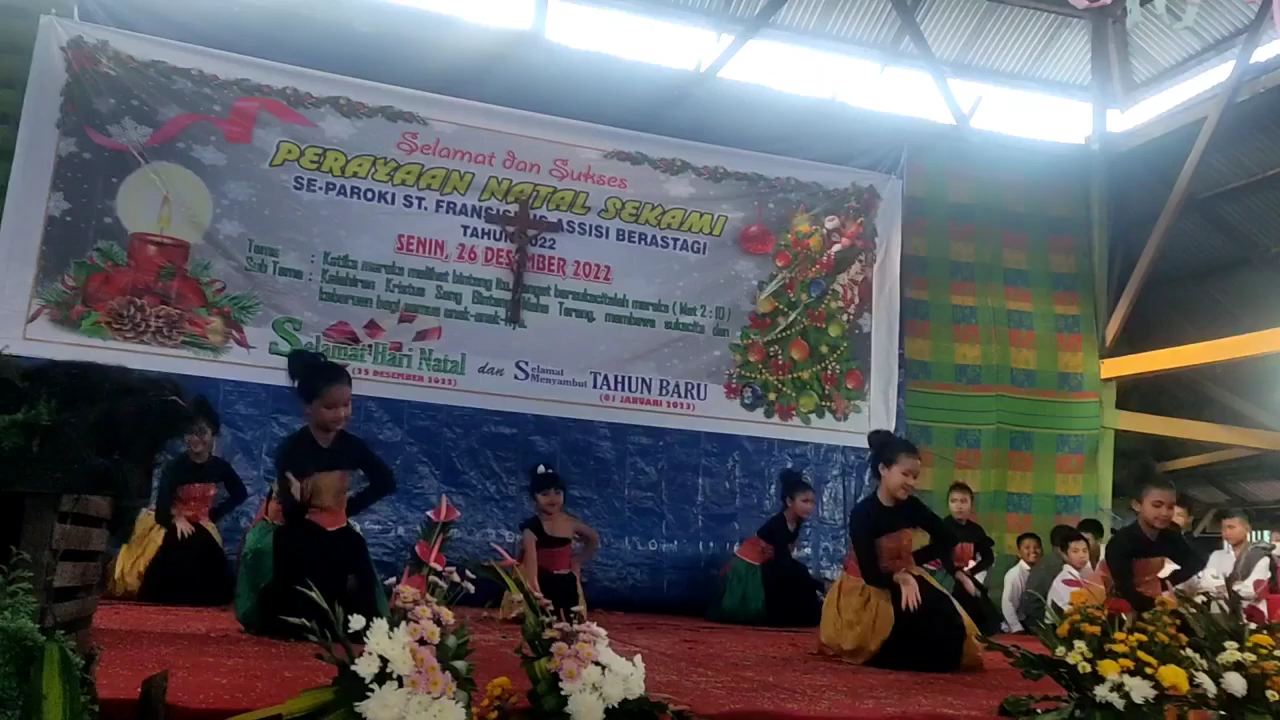 Selamat dan Sukses
PERAYAAN NATAL SEKAMI
SE-PAROKI ST. FRANSISKUS ASSISI BERASTAGI
TAHUN 2022
SENIN, 26 DESEMBER 2022
Tema : Ketika mereka melihat bintang itu, sangat bersukacitalah mereka ( Mat 2 : 10 )
Sub Tema : Kelahiran Kristus Sang Bintang Maha Terang, membawa sukacita dan
bagi semua anak-anak-Nya.
Selamat Hari Natal dan Selamat Menyambut TAHUN BARU
(25 DESEMBER 2022) (01 JANUARI 2023)